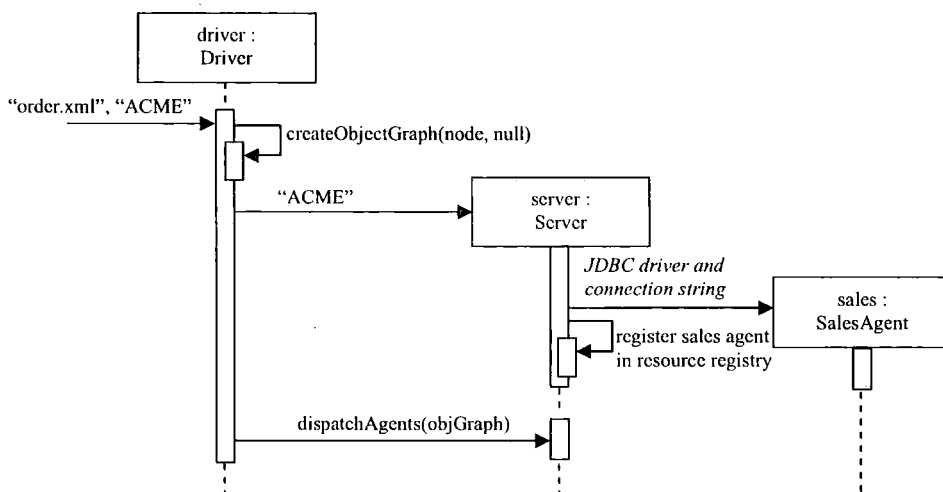 driver :
Driver
“order.xml”, “ACME”
createObjectGraph(node, null)
“ACME”
server :
Server
JDBC driver and
connection string
sales :
SalesAgent
register sales agent
in resource registry
dispatchAgents(objGraph)